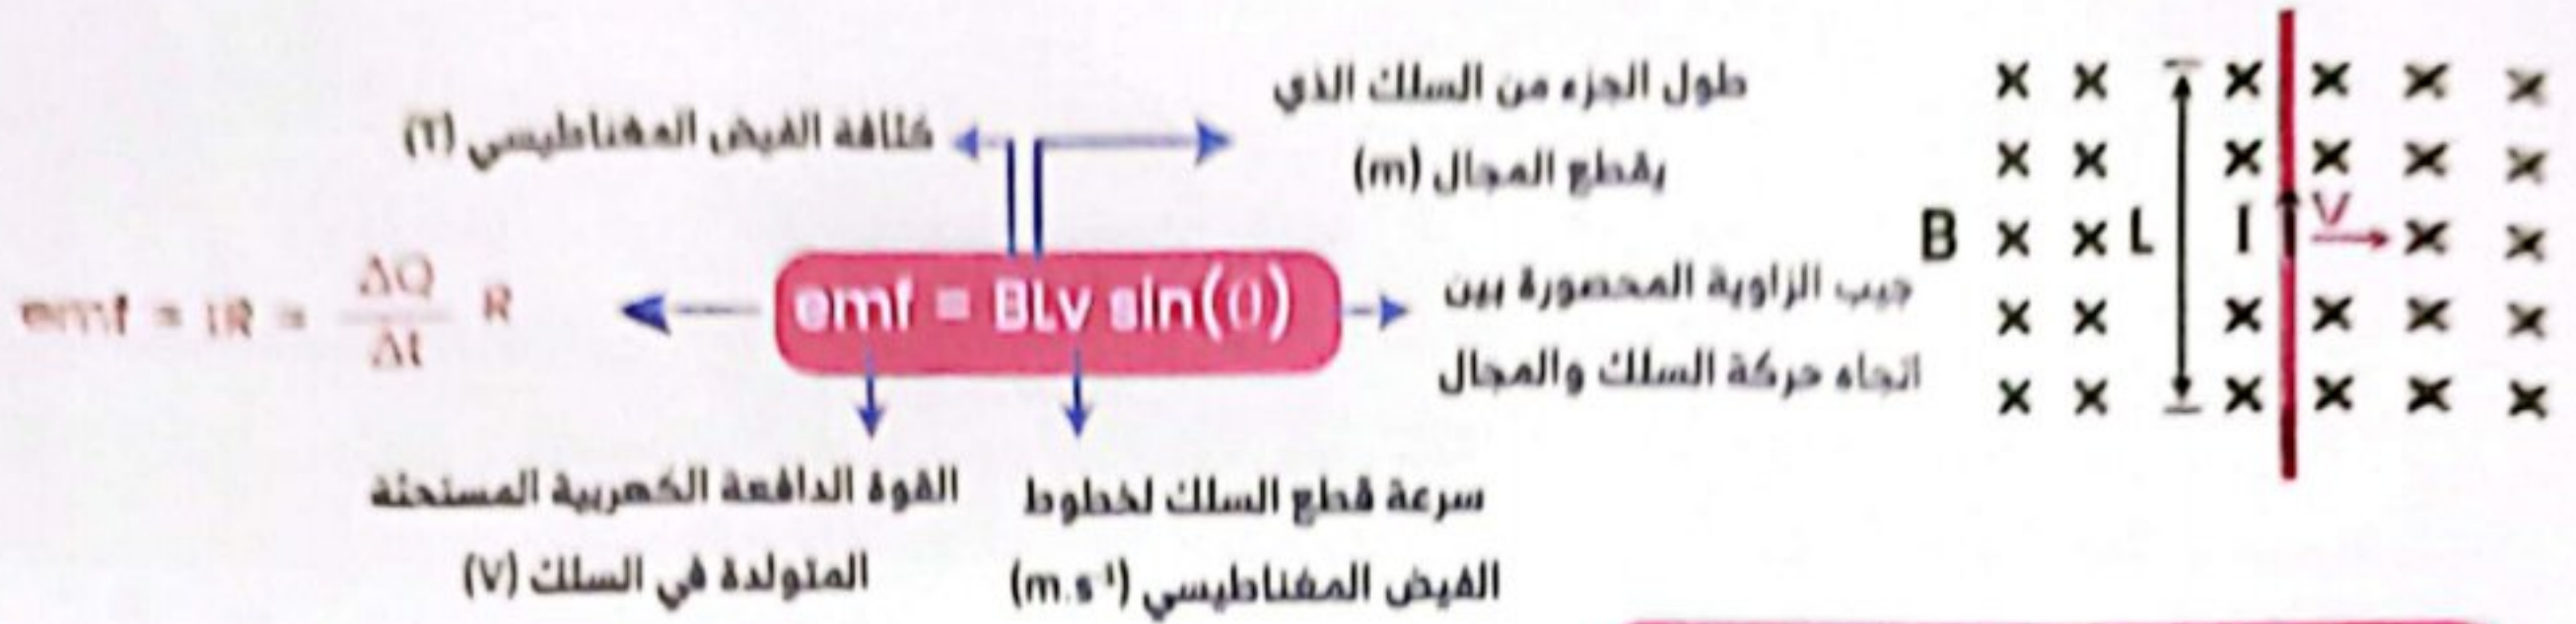 طول الجزء من السلك الذي
يقطع المجال (m)
كثافة الفيض المغناطيسي (T)
emf = BLv sin(θ)
emf = IR = ΔQ/Δt R
جيب الزاوية المحصورة بين
اتجاه حركة السلك والمجال
سرعة قطع السلك لخطوط
الفيض المغناطيسي (m.s⁻¹)
القوة الدافعة الكهربية المستحثة
المتولدة في السلك (V)
× × × × × ×
× × × × × ×
B × × L I V × ×
× × × × × ×
× × × × × ×